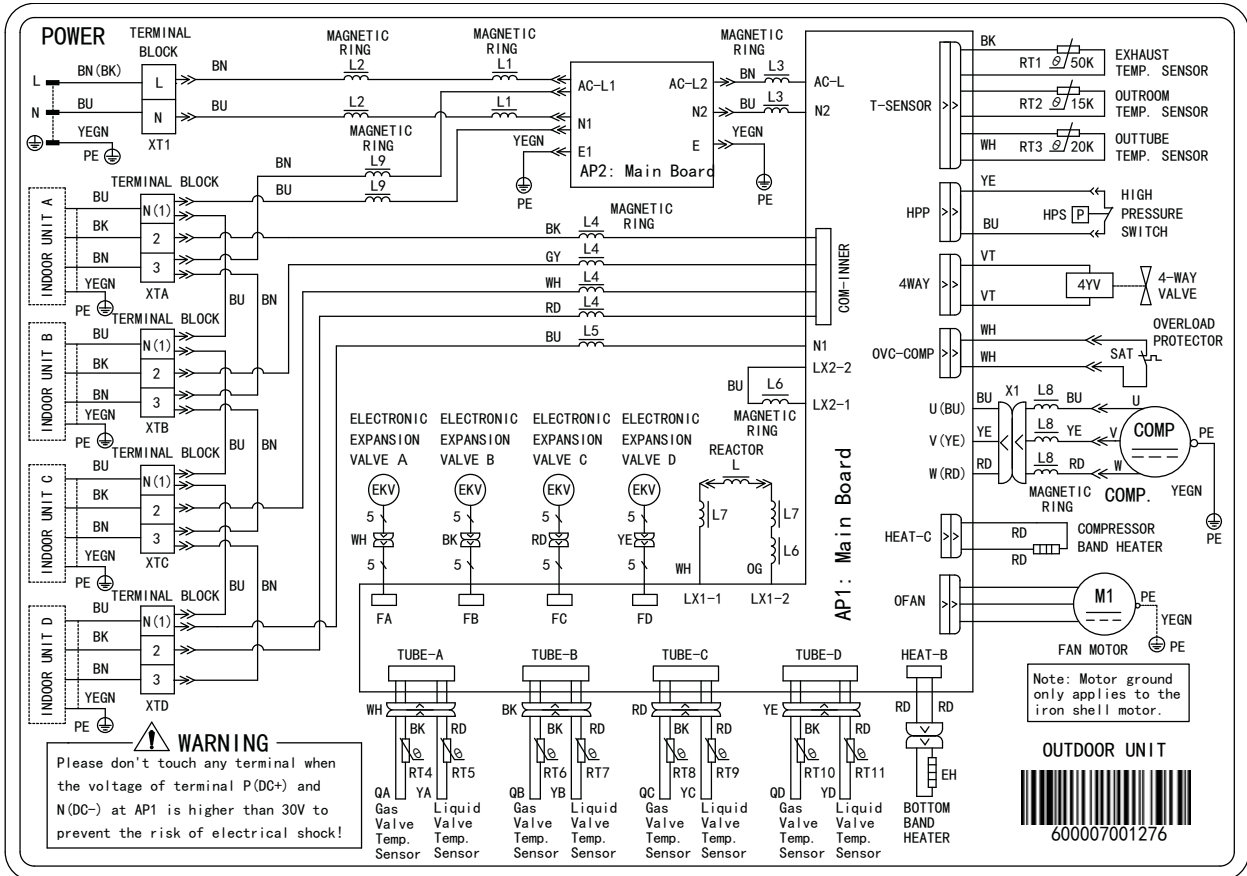 POWER
TERMINAL
BLOCK
MAGNETIC
RING
MAGNETIC
RING
MAGNETIC
RING
L
BN(BK)
L
BN
L2
L1
AC-L1
AC-L2
BN
L3
AC-L
N
BU
N
BU
L2
L1
N1
N2
BU
L3
N2
YEGN
PE
XT1
MAGNETIC
RING
YEGN
E1
E
YEGN
AP2: Main Board
PE
PE
BN
L9
BU
L9
TERMINAL BLOCK
INDOOR UNIT A
BU
N(1)
BK
2
BN
3
YEGN
PE
XTA
BU
BN
TERMINAL BLOCK
INDOOR UNIT B
BU
N(1)
BK
2
BN
3
YEGN
PE
XTB
BU
BN
TERMINAL BLOCK
INDOOR UNIT C
BU
N(1)
BK
2
BN
3
YEGN
PE
XTC
BU
BN
TERMINAL BLOCK
INDOOR UNIT D
BU
N(1)
BK
2
BN
3
YEGN
PE
XTD
MAGNETIC
RING
BK
L4
GY
L4
WH
L4
RD
L4
COM-INNER
BU
L5
N1
LX2-2
BU
L6
LX2-1
MAGNETIC
RING
ELECTRONIC
EXPANSION
VALVE A
ELECTRONIC
EXPANSION
VALVE B
ELECTRONIC
EXPANSION
VALVE C
ELECTRONIC
EXPANSION
VALVE D
EKV
EKV
EKV
EKV
5
5
5
5
WH
BK
RD
YE
5
5
5
5
FA
FB
FC
FD
REACTOR
L
L7
L7
L6
WH
OG
LX1-1
LX1-2
AP1: Main Board
T-SENSOR
BK
RT1
θ
50K
EXHAUST
TEMP. SENSOR
RT2
θ
15K
OUTROOM
TEMP. SENSOR
WH
RT3
θ
20K
OUTTUBE
TEMP. SENSOR
HPP
YE
BU
HPS
P
HIGH
PRESSURE
SWITCH
4WAY
VT
VT
4YV
4-WAY
VALVE
OVC-COMP
WH
WH
SAT
OVERLOAD
PROTECTOR
U(BU)
BU
X1
L8
BU
U
V(YE)
YE
L8
YE
V
W(RD)
RD
L8
RD
W
COMP
PE
MAGNETIC
RING
COMP.
YEGN
PE
HEAT-C
RD
RD
COMPRESSOR
BAND HEATER
OFAN
M1
PE
YEGN
PE
FAN MOTOR
Note: Motor ground
only applies to the
iron shell motor.
TUBE-A
TUBE-B
TUBE-C
TUBE-D
HEAT-B
WH
BK
RD
YE
RD
RD
BK
RD
BK
RD
BK
RD
BK
RD
θ
θ
θ
θ
θ
θ
θ
θ
RT4
RT5
RT6
RT7
RT8
RT9
RT10
RT11
EH
QA
YA
QB
YB
QC
YC
QD
YD
Gas
Valve
Temp.
Sensor
Liquid
Valve
Temp.
Sensor
Gas
Valve
Temp.
Sensor
Liquid
Valve
Temp.
Sensor
Gas
Valve
Temp.
Sensor
Liquid
Valve
Temp.
Sensor
Gas
Valve
Temp.
Sensor
Liquid
Valve
Temp.
Sensor
BOTTOM
BAND
HEATER
WARNING
Please don't touch any terminal when
the voltage of terminal P(DC+) and
N(DC-) at AP1 is higher than 30V to
prevent the risk of electrical shock!
OUTDOOR UNIT
600007001276